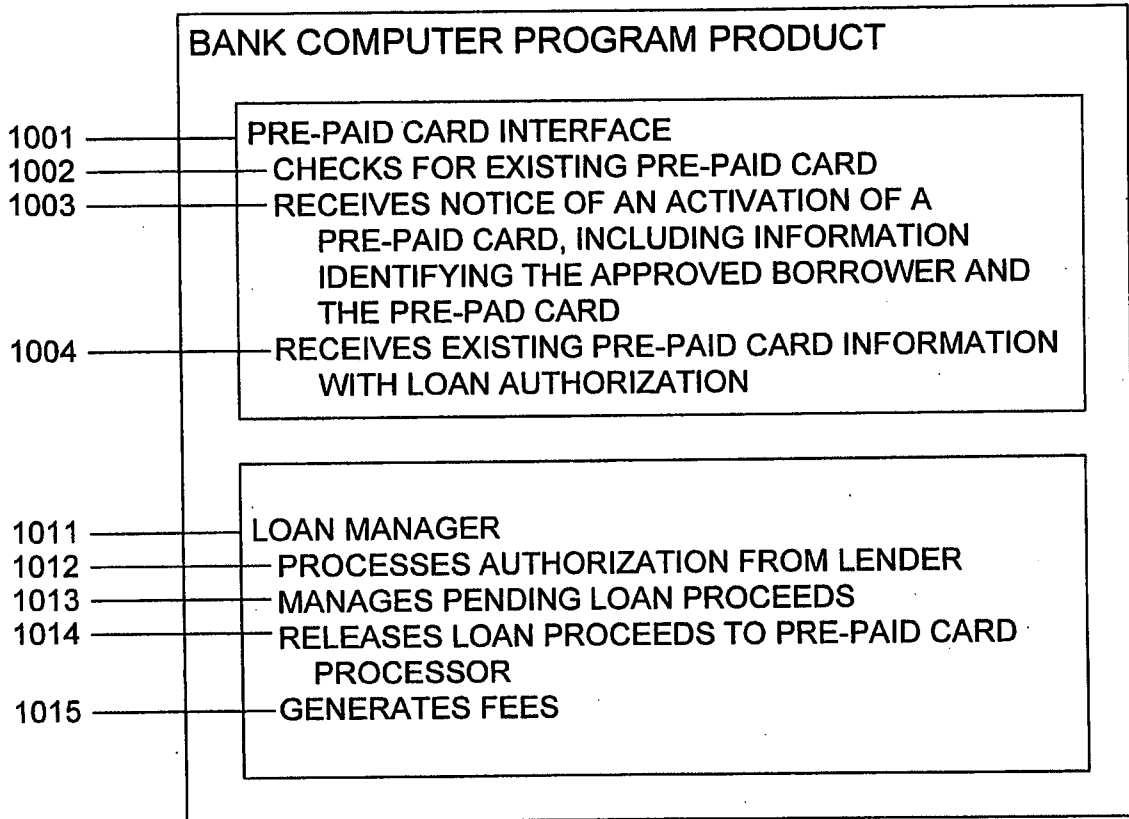 BANK COMPUTER PROGRAM PRODUCT
1001 PRE-PAID CARD INTERFACE
1002 CHECKS FOR EXISTING PRE-PAID CARD
1003 RECEIVES NOTICE OF AN ACTIVATION OF A
PRE-PAID CARD, INCLUDING INFORMATION
IDENTIFYING THE APPROVED BORROWER AND
THE PRE-PAD CARD
1004 RECEIVES EXISTING PRE-PAID CARD INFORMATION
WITH LOAN AUTHORIZATION
1011 LOAN MANAGER
1012 PROCESSES AUTHORIZATION FROM LENDER
1013 MANAGES PENDING LOAN PROCEEDS
1014 RELEASES LOAN PROCEEDS TO PRE-PAID CARD
PROCESSOR
1015 GENERATES FEES